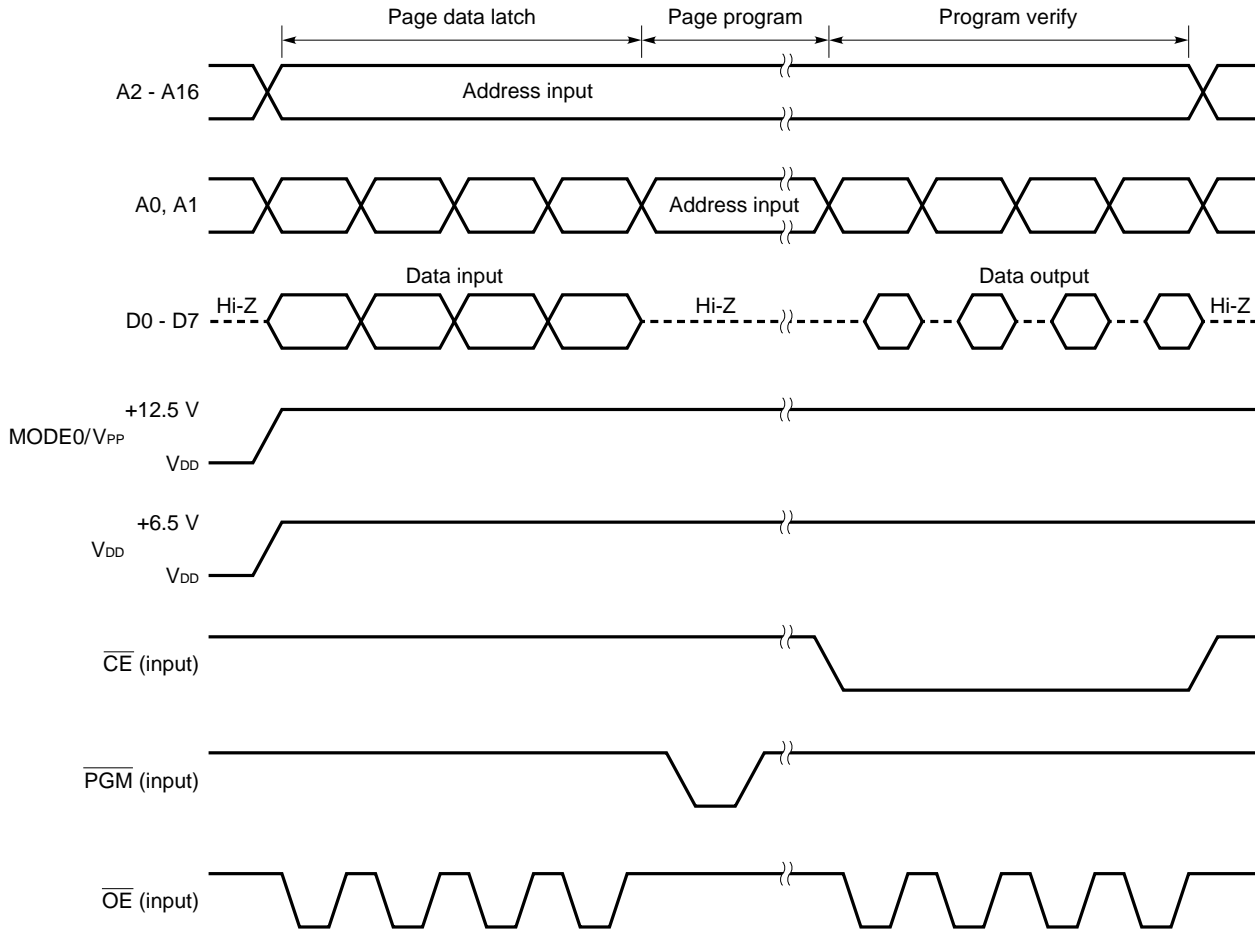 Page data latch
Page program
Program verify
A2 - A16
Address input
A0, A1
Address input
Data input
Data output
D0 - D7
Hi-Z
Hi-Z
Hi-Z
+12.5 V
MODE0/VPP
VDD
+6.5 V
VDD
VDD
CE (input)
PGM (input)
OE (input)